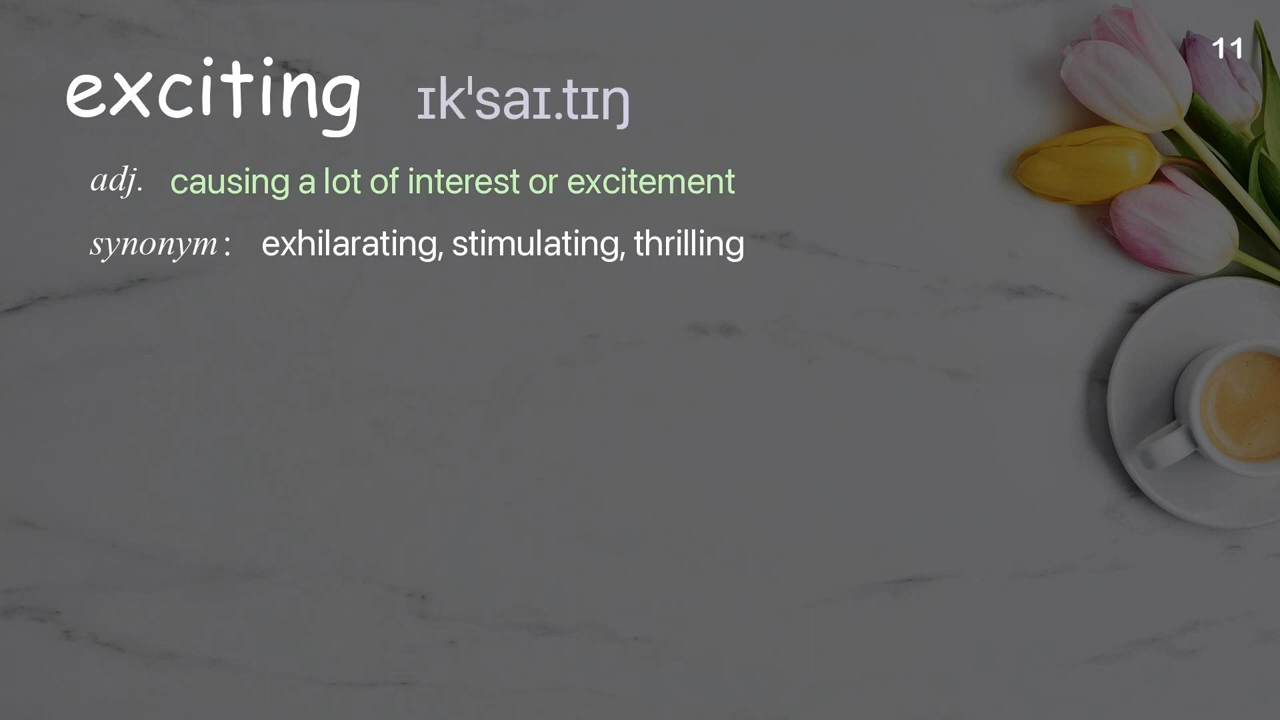 11
exciting ɪkˈsaɪ.tɪŋ
adj. causing a lot of interest or excitement
synonym: exhilarating, stimulating, thrilling